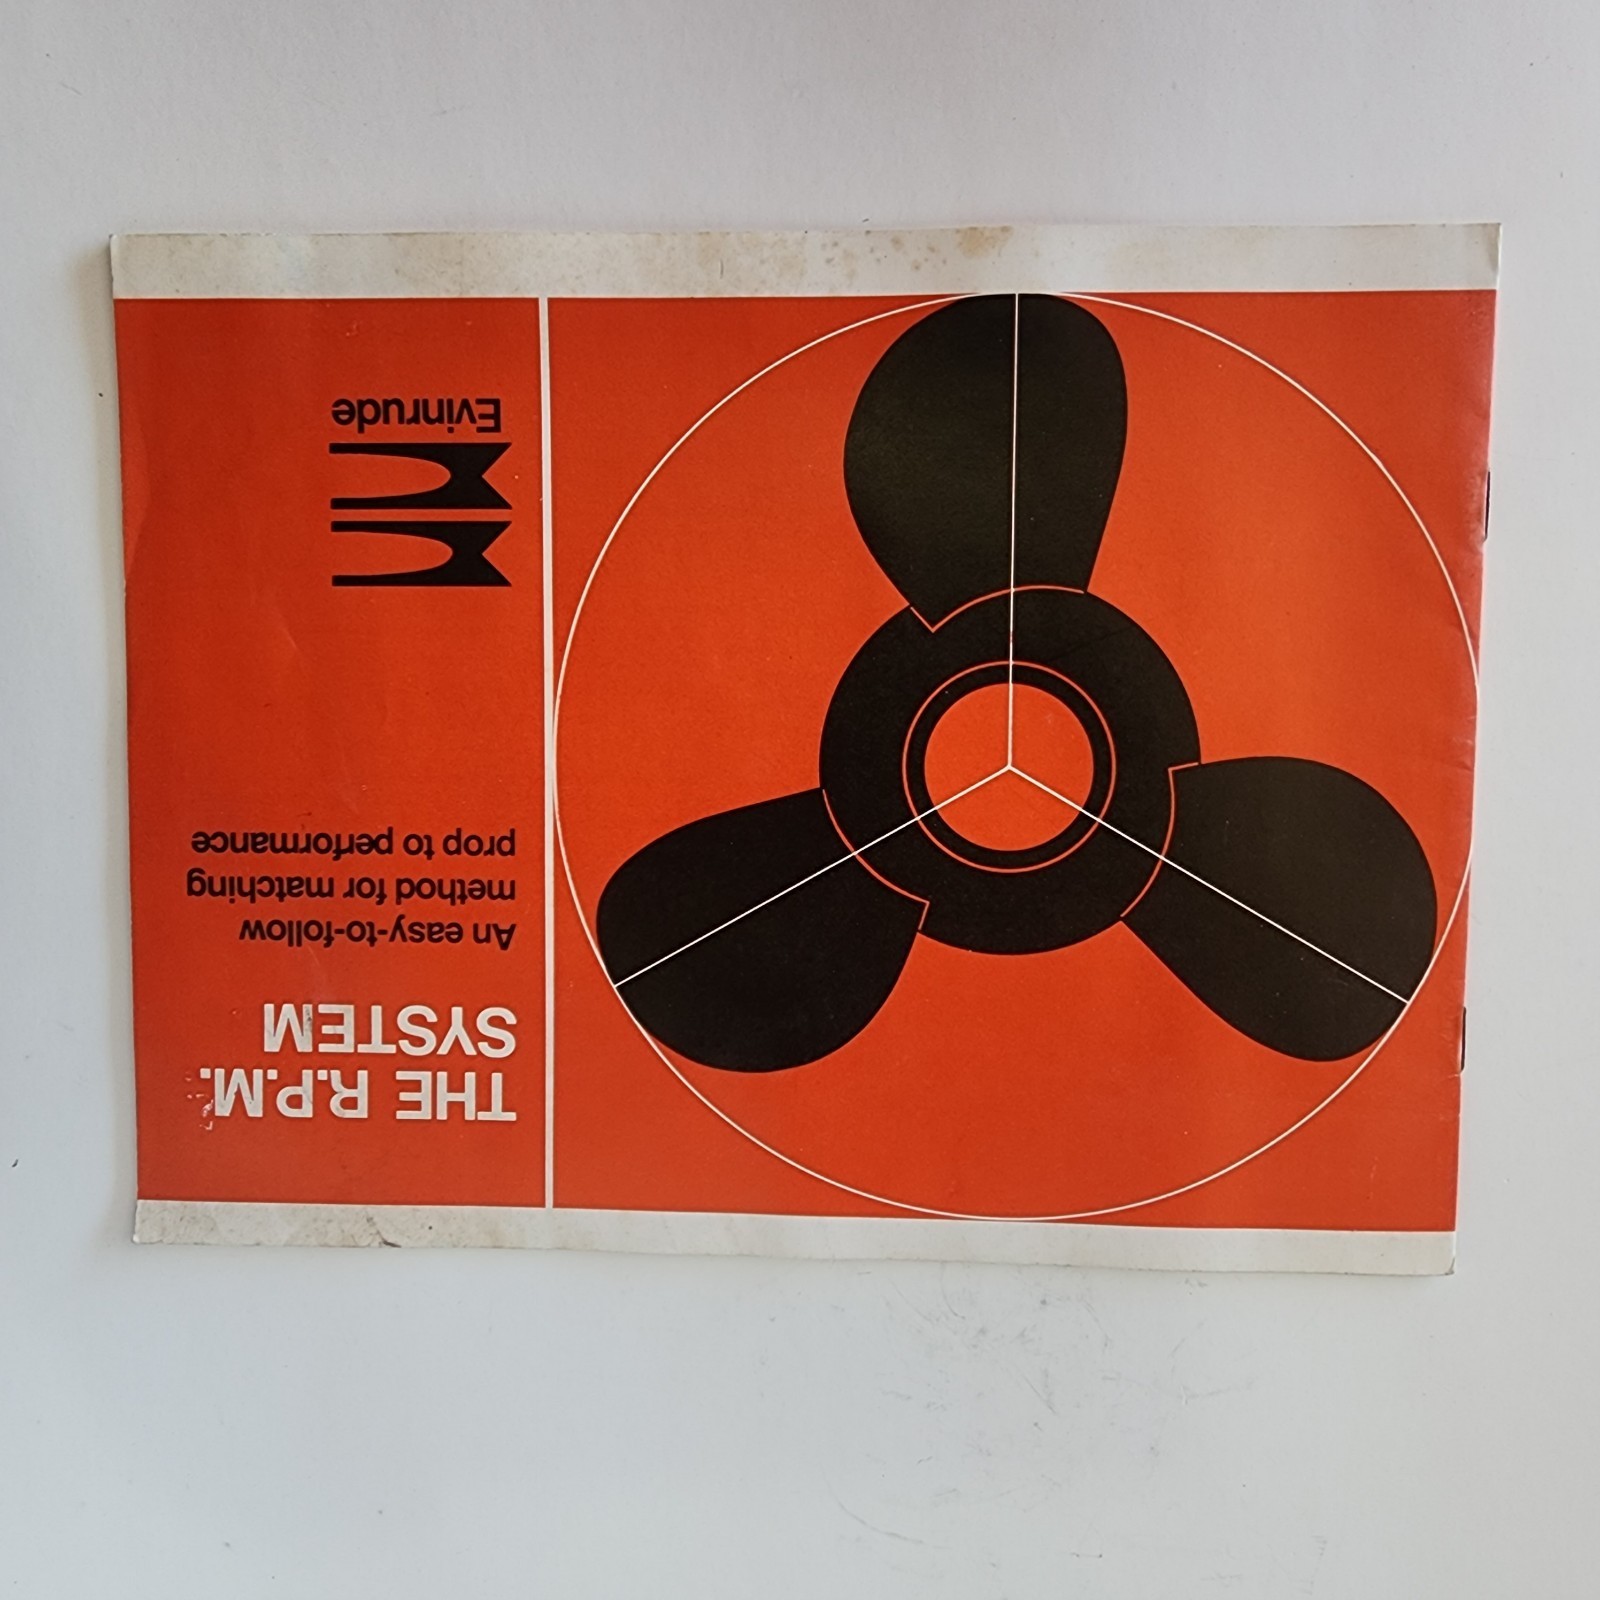 THE R.P.M.
SYSTEM
An easy-to-follow
method for matching
prop to performance
Evinrude